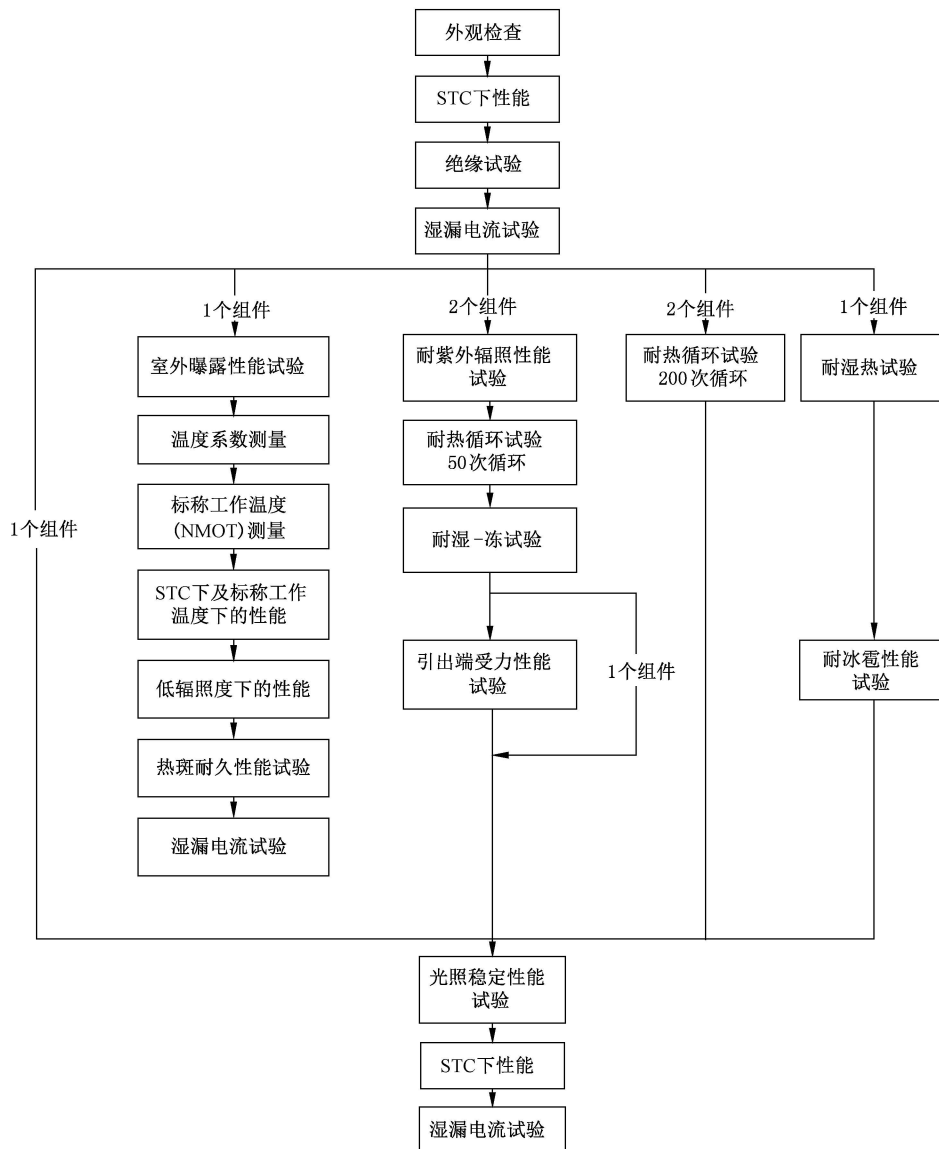 外观检查
STC下性能
绝缘试验
湿漏电流试验
1个组件
2个组件
2个组件
1个组件
室外曝露性能试验
耐紫外辐照性能
试验
耐热循环试验
200次循环
耐湿热试验
温度系数测量
耐热循环试验
50次循环
1个组件
标称工作温度
(NMOT)测量
耐湿-冻试验
STC下及标称工作
温度下的性能
引出端受力性能
试验
1个组件
耐冰雹性能
试验
低辐照度下的性能
热斑耐久性能试验
湿漏电流试验
光照稳定性能
试验
STC下性能
湿漏电流试验